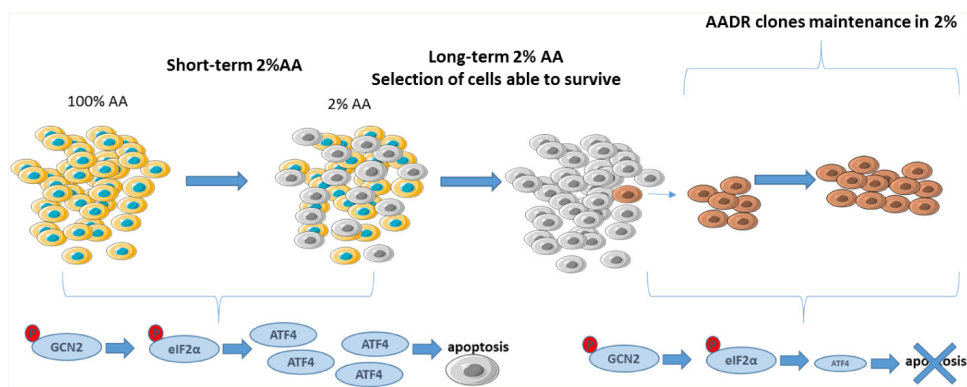 AADR clones maintenance in 2%
Short-term 2%AA
Long-term 2% AA
Selection of cells able to survive
100% AA
2% AA
P
GCN2
P
eIF2α
ATF4
ATF4
ATF4
ATF4
apoptosis
P
GCN2
P
eIF2α
ATF4
apoptosis